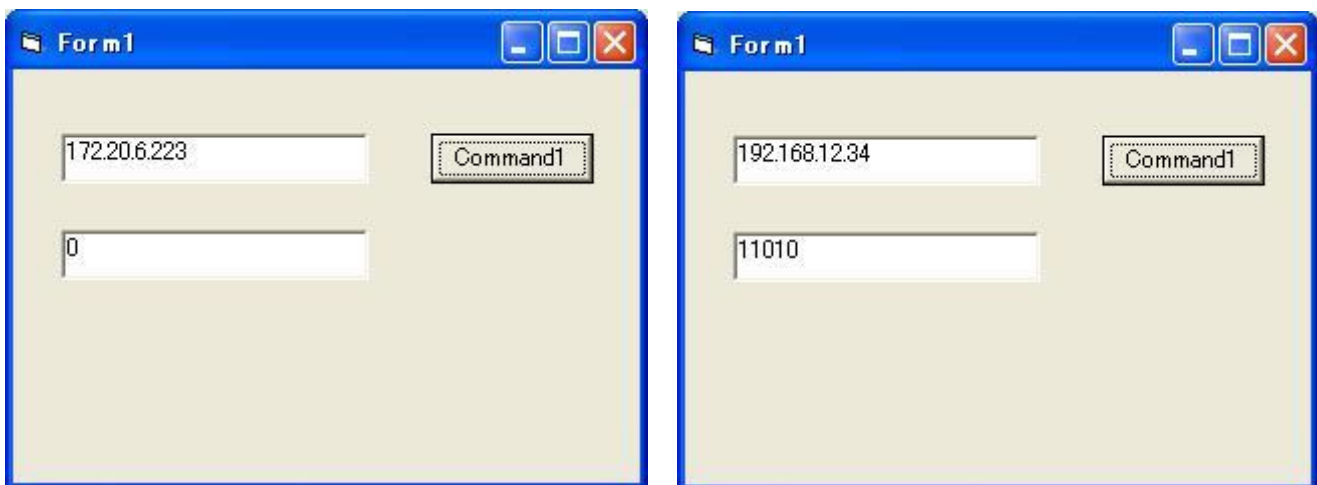 Form1
172.20.6.223
Command1
0
Form1
192.168.12.34
Command1
11010